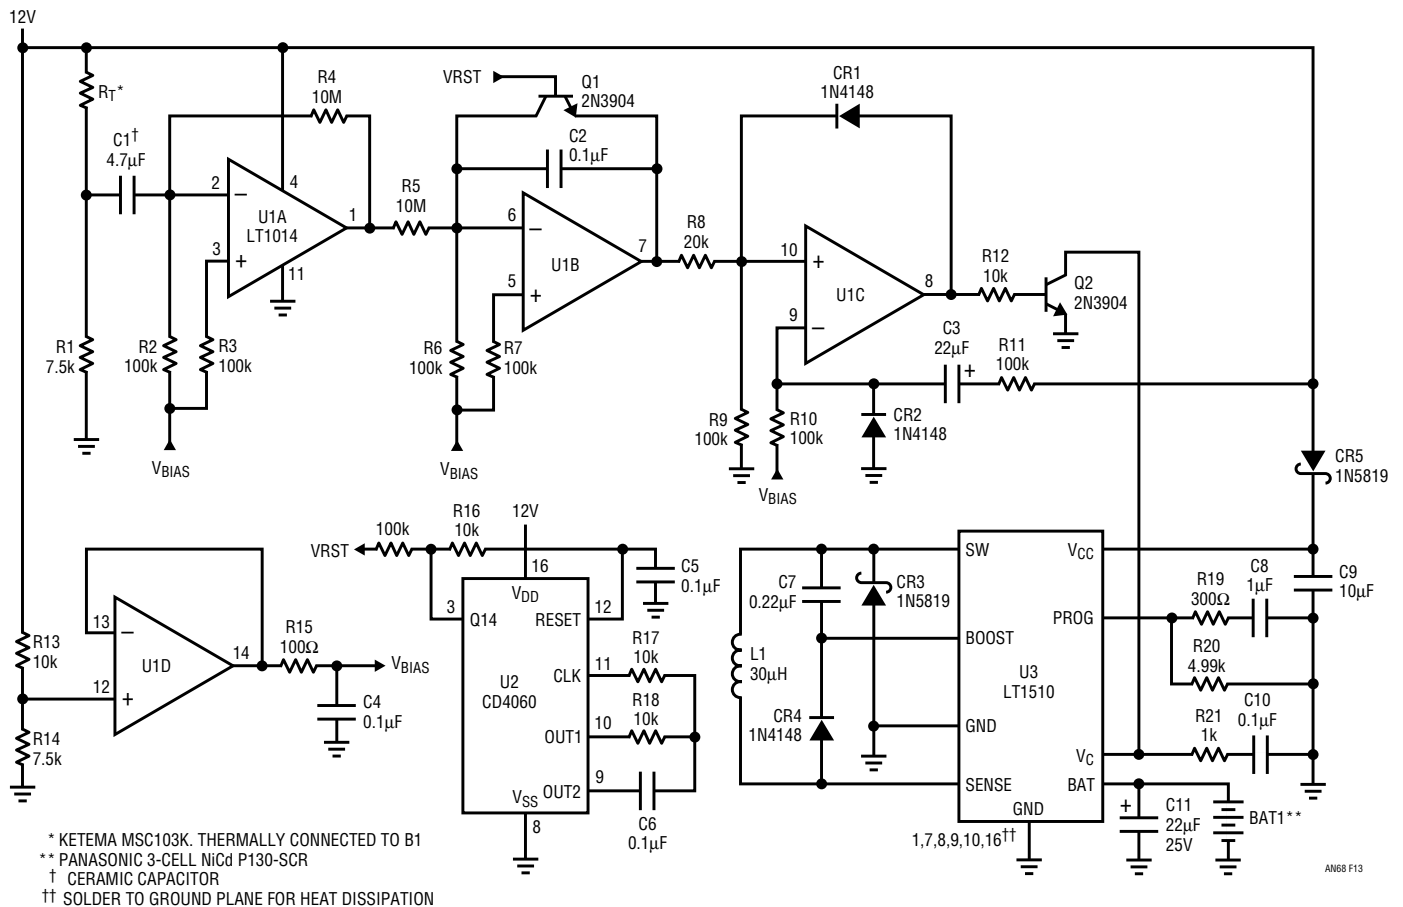 12V
RT*
C1†
4.7µF
R4
10M
2
–
4
U1A
LT1014
1
3
+
11
R1
7.5k
R2
100k
R3
100k
VBIAS
R5
10M
VRST
Q1
2N3904
C2
0.1µF
6
–
U1B
7
5
+
R6
100k
R7
100k
VBIAS
R8
20k
CR1
1N4148
10
+
U1C
8
9
–
R12
10k
Q2
2N3904
C3
22µF
+
R11
100k
R9
100k
R10
100k
CR2
1N4148
VBIAS
CR5
1N5819
13
–
U1D
14
12
+
R13
10k
R14
7.5k
R15
100Ω
VBIAS
C4
0.1µF
VRST
100k
R16
10k
12V
16
VDD
3
Q14
RESET
12
C5
0.1µF
U2
CD4060
CLK
11
R17
10k
R18
10k
OUT1
10
OUT2
9
VSS
8
C6
0.1µF
L1
30µH
C7
0.22µF
CR3
1N5819
CR4
1N4148
SW
VCC
BOOST
PROG
U3
LT1510
GND
VC
SENSE
BAT
GND
1,7,8,9,10,16††
R19
300Ω
C8
1µF
C9
10µF
R20
4.99k
R21
1k
C10
0.1µF
+
C11
22µF
25V
BAT1**
* KETEMA MSC103K. THERMALLY CONNECTED TO B1
** PANASONIC 3-CELL NiCd P130-SCR
† CERAMIC CAPACITOR
†† SOLDER TO GROUND PLANE FOR HEAT DISSIPATION
AN68 F13